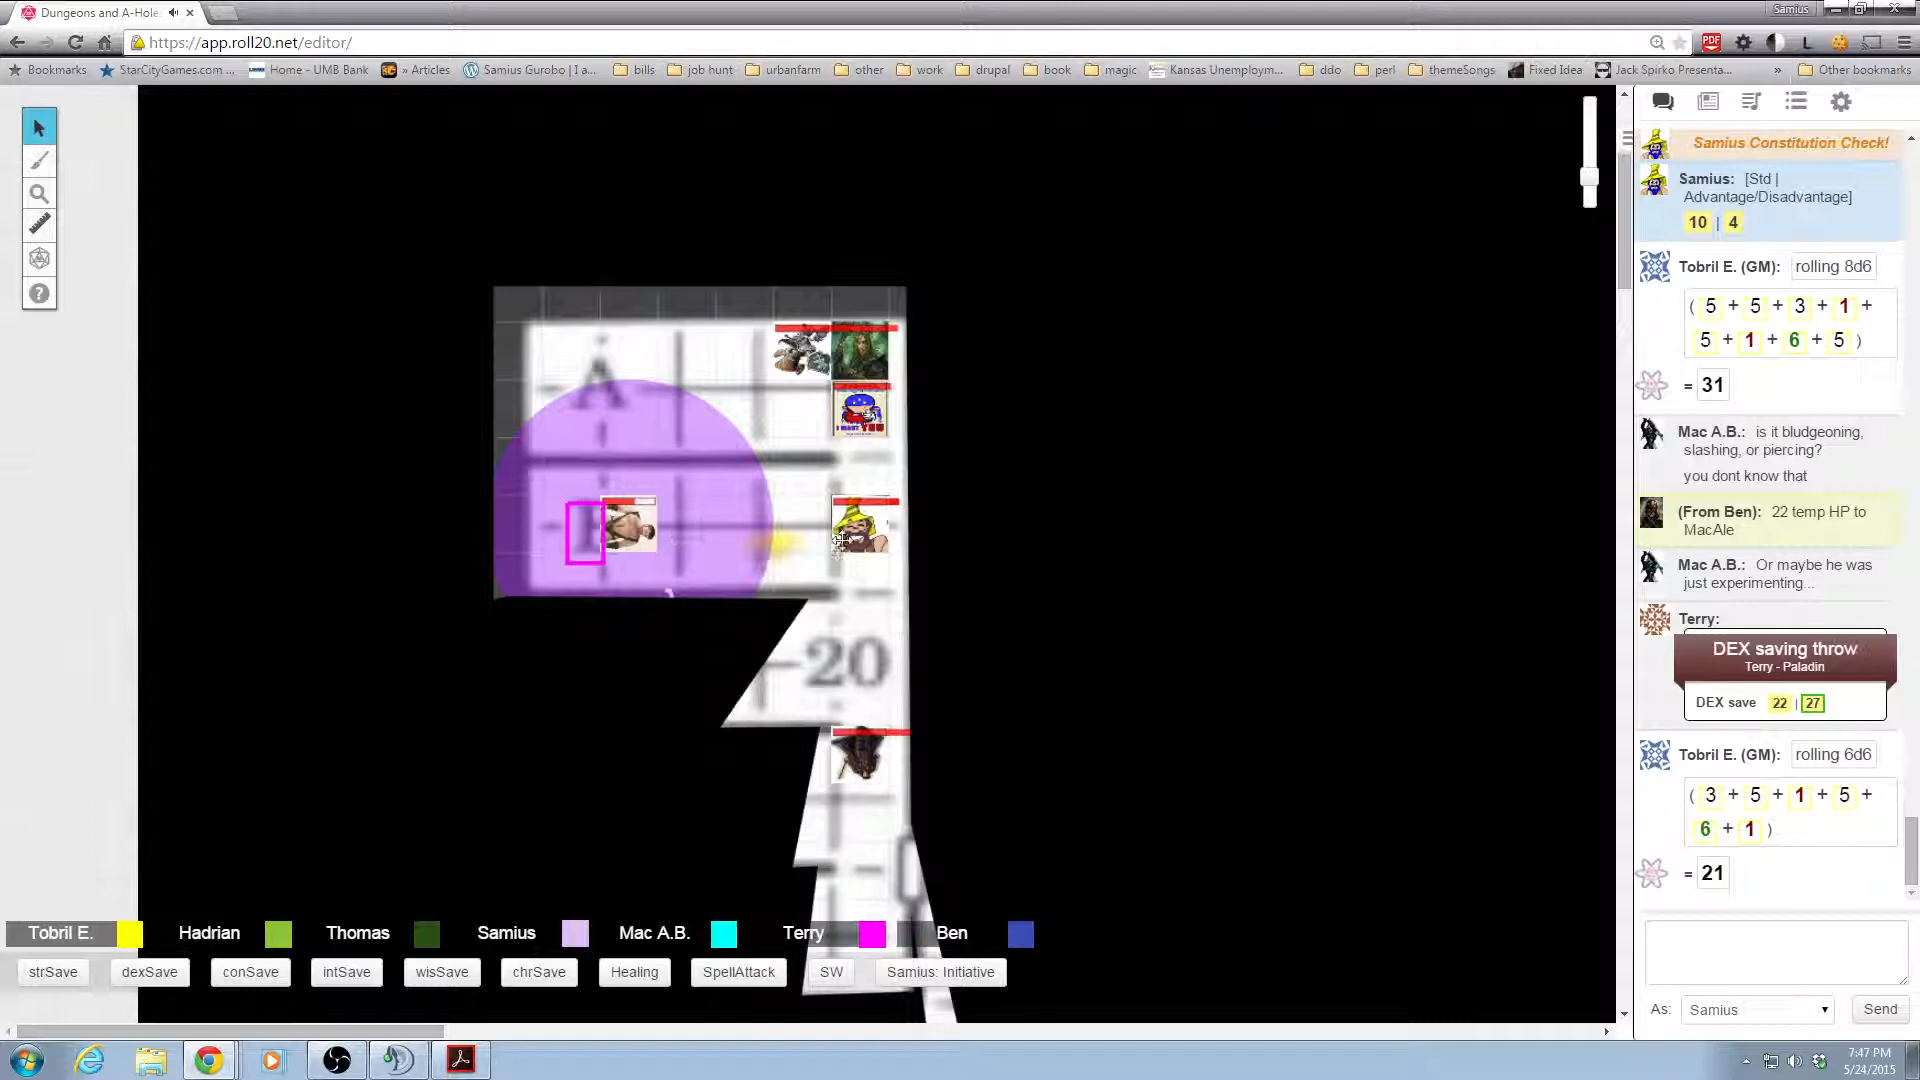 Dungeons and A-Hole
Samius
https://app.roll20.net/editor/
PDF
L
Bookmarks
StarCityGames.com ...
Home - UMB Bank
» Articles
Samius Gurobo | I a...
bills
job hunt
urbanfarm
other
work
drupal
book
magic
Kansas Unemploym...
ddo
perl
themeSongs
Fixed Idea
Jack Spirko Presenta...
»
Other bookmarks
A
I WANT YOU
-20
Samius Constitution Check!
Samius: [Std |
Advantage/Disadvantage]
10 | 4
Tobril E. (GM): rolling 8d6
( 5 + 5 + 3 + 1 +
5 + 1 + 6 + 5 )
= 31
Mac A.B.: is it bludgeoning,
slashing, or piercing?
you dont know that
(From Ben): 22 temp HP to
MacAle
Mac A.B.: Or maybe he was
just experimenting...
Terry:
DEX saving throw
Terry - Paladin
DEX save 22 | 27
Tobril E. (GM): rolling 6d6
( 3 + 5 + 1 + 5 +
6 + 1 )
= 21
Tobril E.
Hadrian
Thomas
Samius
Mac A.B.
Terry
Ben
strSave
dexSave
conSave
intSave
wisSave
chrSave
Healing
SpellAttack
SW
Samius: Initiative
As: Samius
Send
7:47 PM
5/24/2015